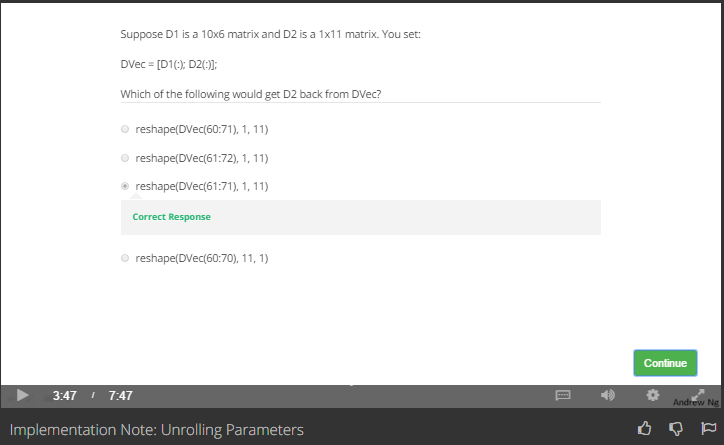 Suppose D1 is a 10x6 matrix and D2 is a 1x11 matrix. You set:
DVec = [D1(:); D2(:)];
Which of the following would get D2 back from DVec?
reshape(DVec(60:71), 1, 11)
reshape(DVec(61:72), 1, 11)
reshape(DVec(61:71), 1, 11)
Correct Response
reshape(DVec(60:70), 11, 1)
Continue
3:47 / 7:47
Andrew Ng
Implementation Note: Unrolling Parameters